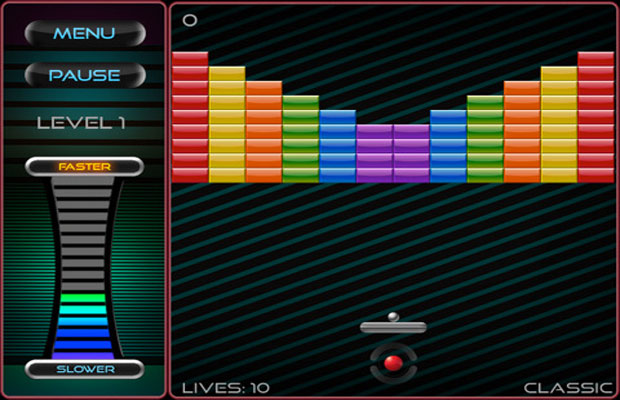 MENU
PAUSE
LEVEL 1
FASTER
SLOWER
0
LIVES: 10
CLASSIC